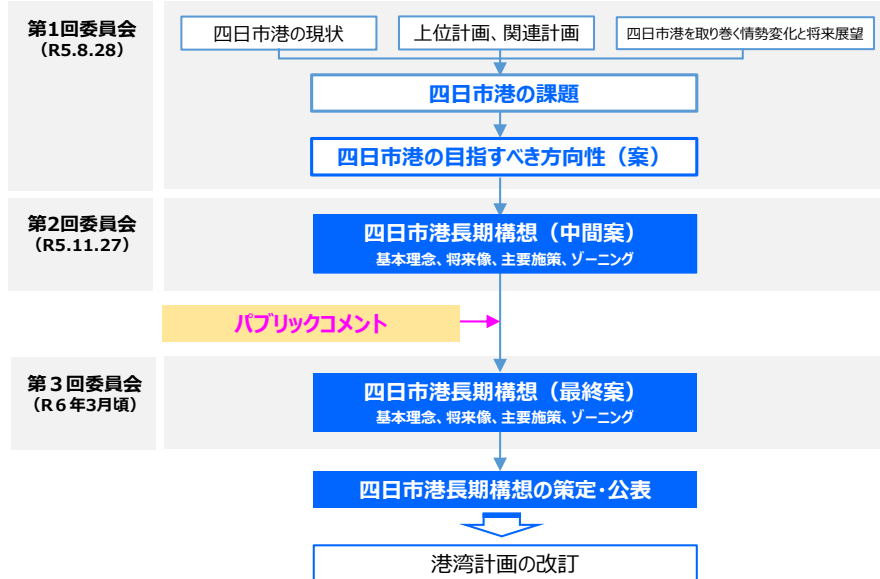 第1回委員会
(R5.8.28)
四日市港の現状
上位計画、関連計画
四日市港を取り巻く情勢変化と将来展望
四日市港の課題
四日市港の目指すべき方向性（案）
第2回委員会
(R5.11.27)
四日市港長期構想（中間案）
基本理念、将来像、主要施策、ゾーニング
パブリックコメント
第３回委員会
(R６年3月頃)
四日市港長期構想（最終案）
基本理念、将来像、主要施策、ゾーニング
四日市港長期構想の策定・公表
港湾計画の改訂